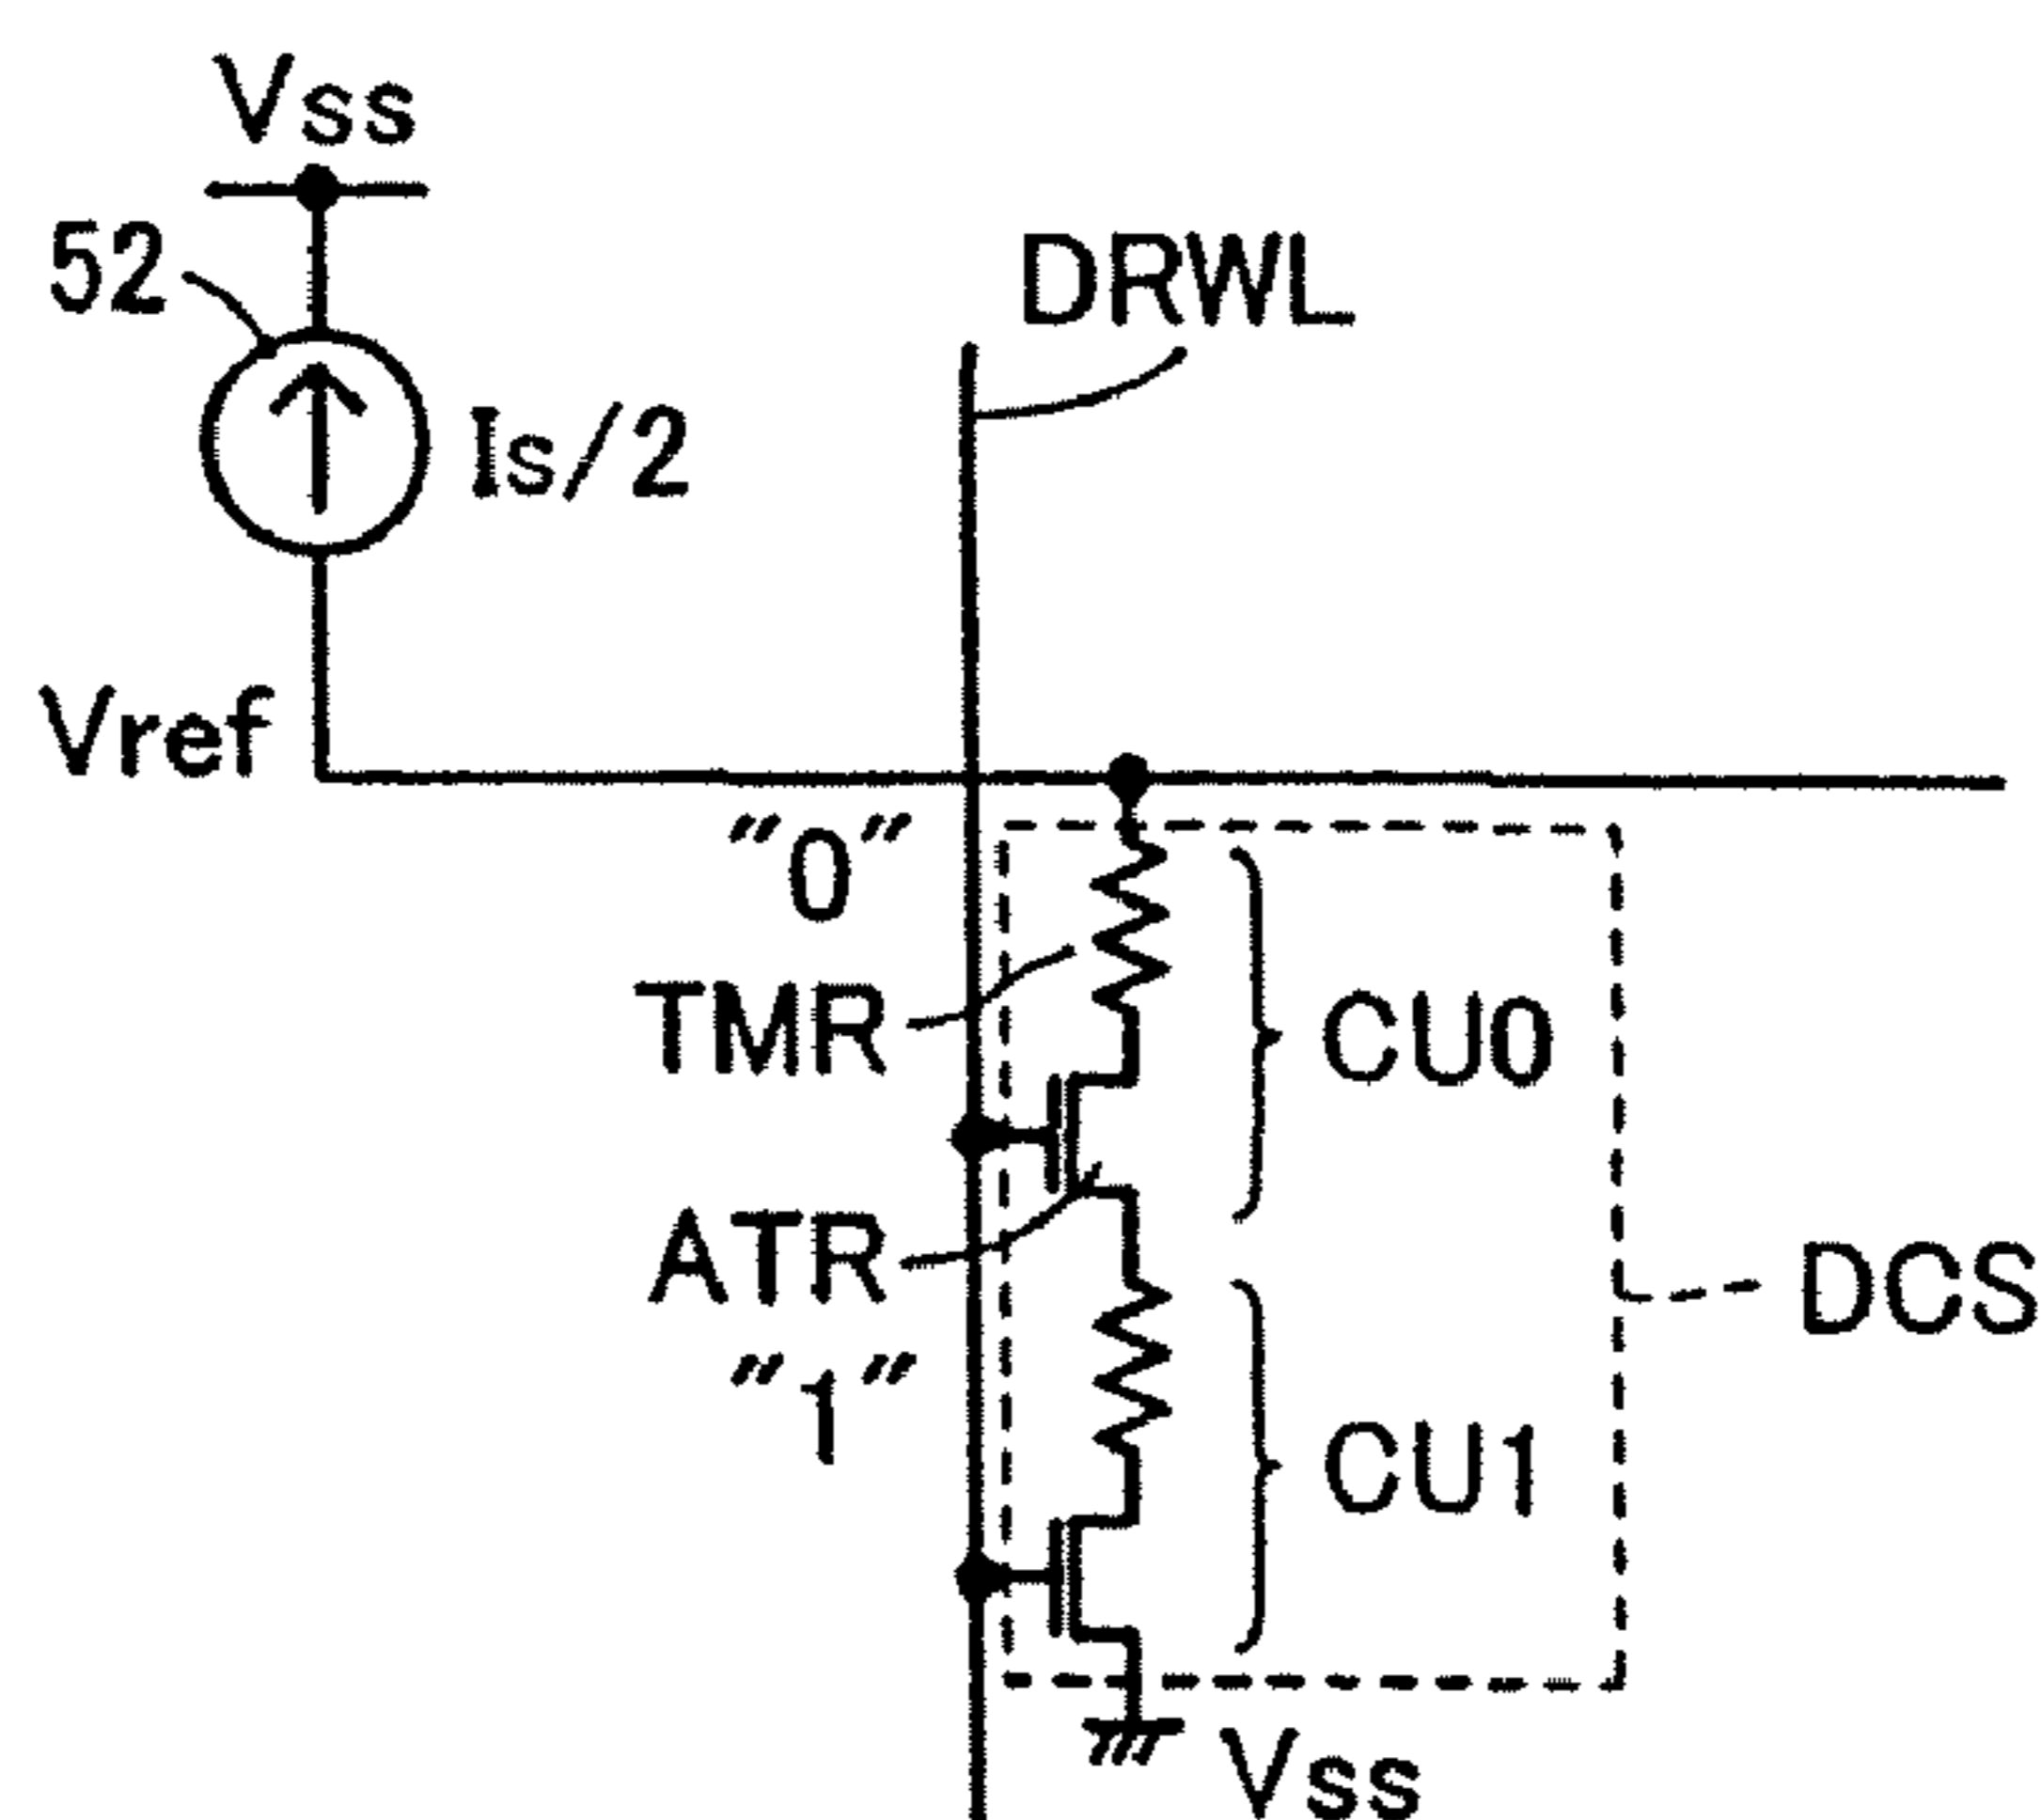 Vss
52
DRWL
Is/2
Vref
"0"
TMR
CU0
ATR
DCS
"1"
CU1
Vss